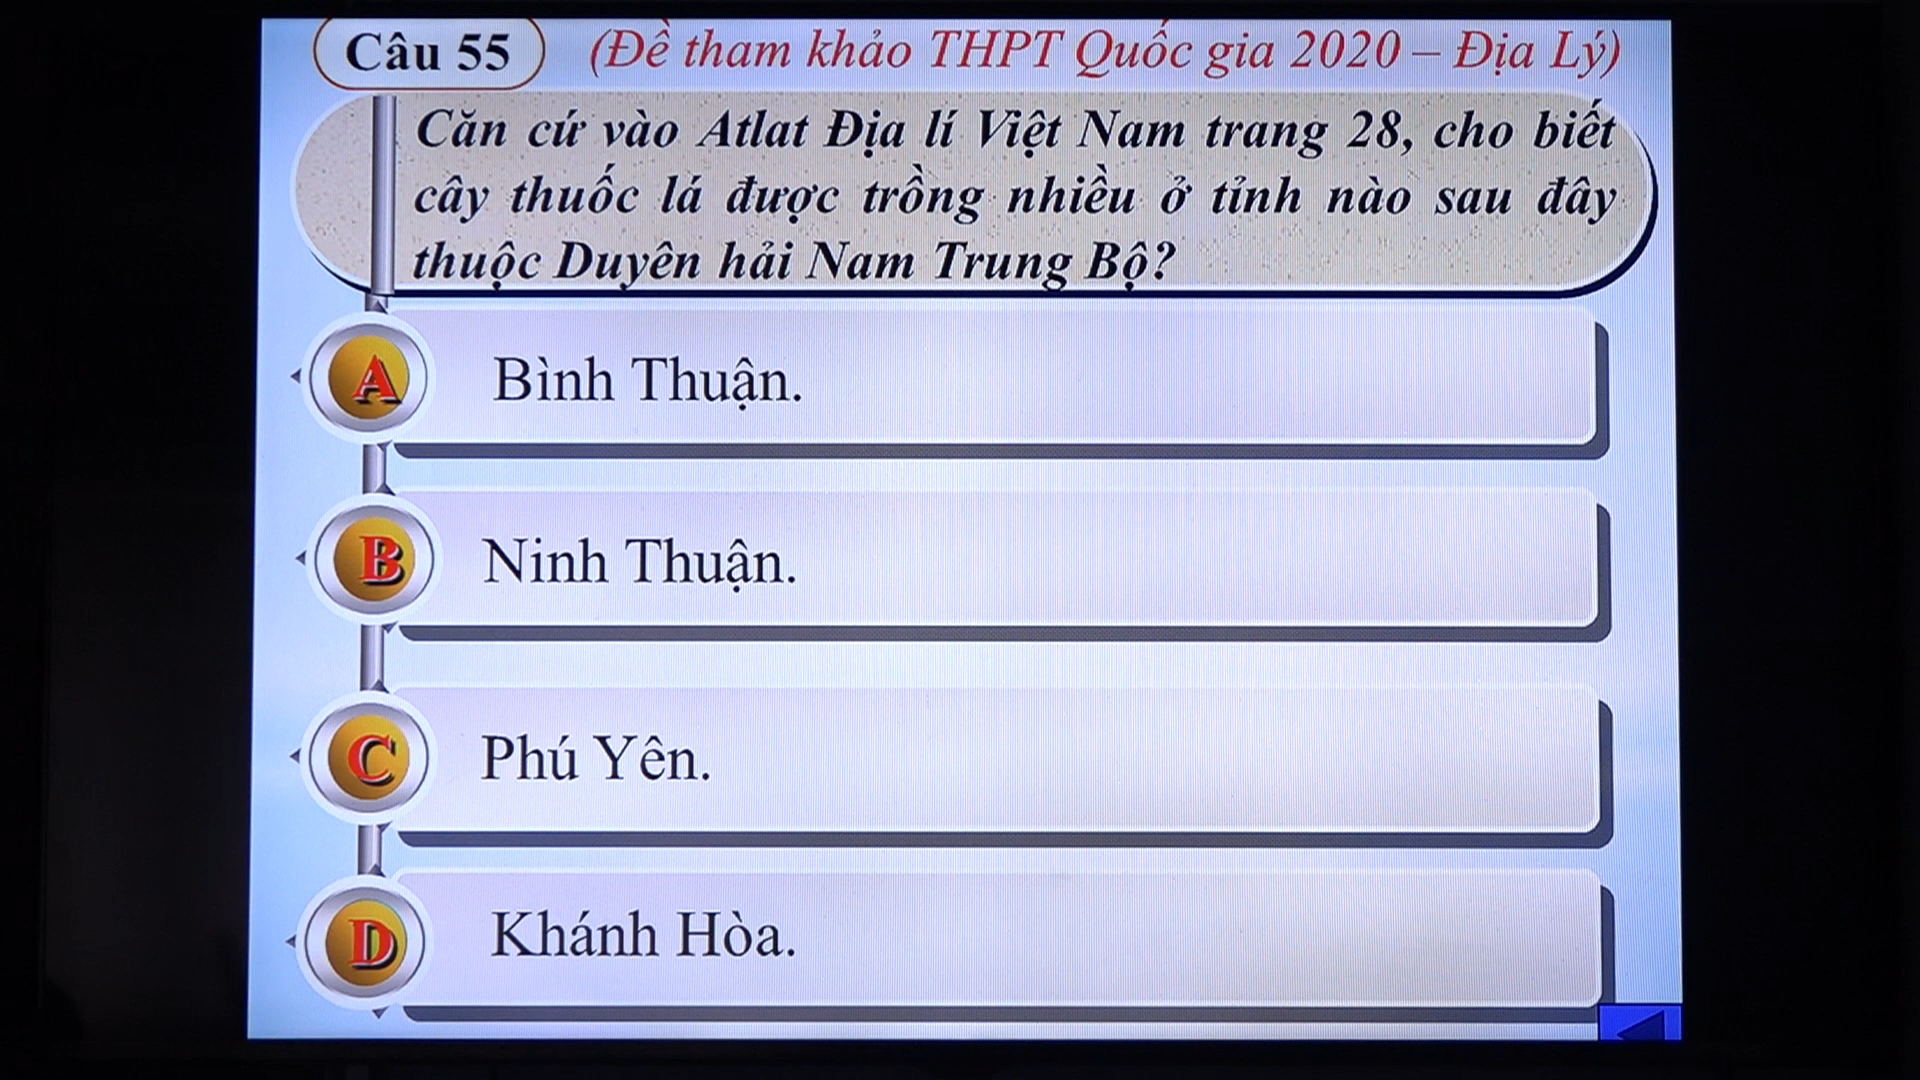 Câu 55
(Đề tham khảo THPT Quốc gia 2020 – Địa Lý)
Căn cứ vào Atlat Địa lí Việt Nam trang 28, cho biết
cây thuốc lá được trồng nhiều ở tỉnh nào sau đây
thuộc Duyên hải Nam Trung Bộ?
A Bình Thuận.
B Ninh Thuận.
C Phú Yên.
D Khánh Hòa.